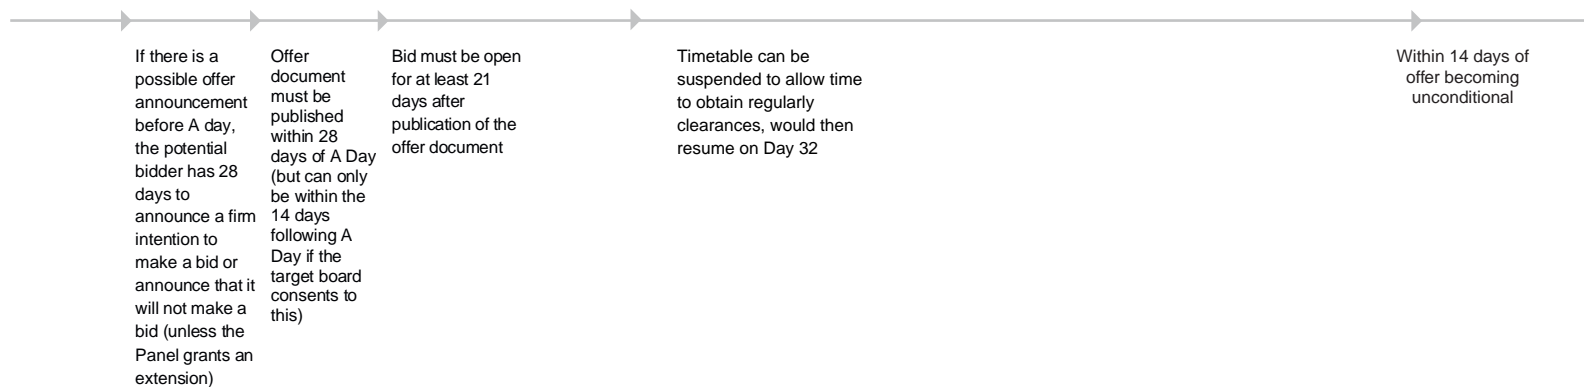 If there is a
possible offer
announcement
before A day,
the potential
bidder has 28
days to
announce a firm
intention to
make a bid or
announce that it
will not make a
bid (unless the
Panel grants an
extension)
Offer
document
must be
published
within 28
days of A Day
(but can only
be within the
14 days
following A
Day if the
target board
consents to
this)
Bid must be open
for at least 21
days after
publication of the
offer document
Timetable can be
suspended to allow time
to obtain regularly
clearances, would then
resume on Day 32
Within 14 days of
offer becoming
unconditional